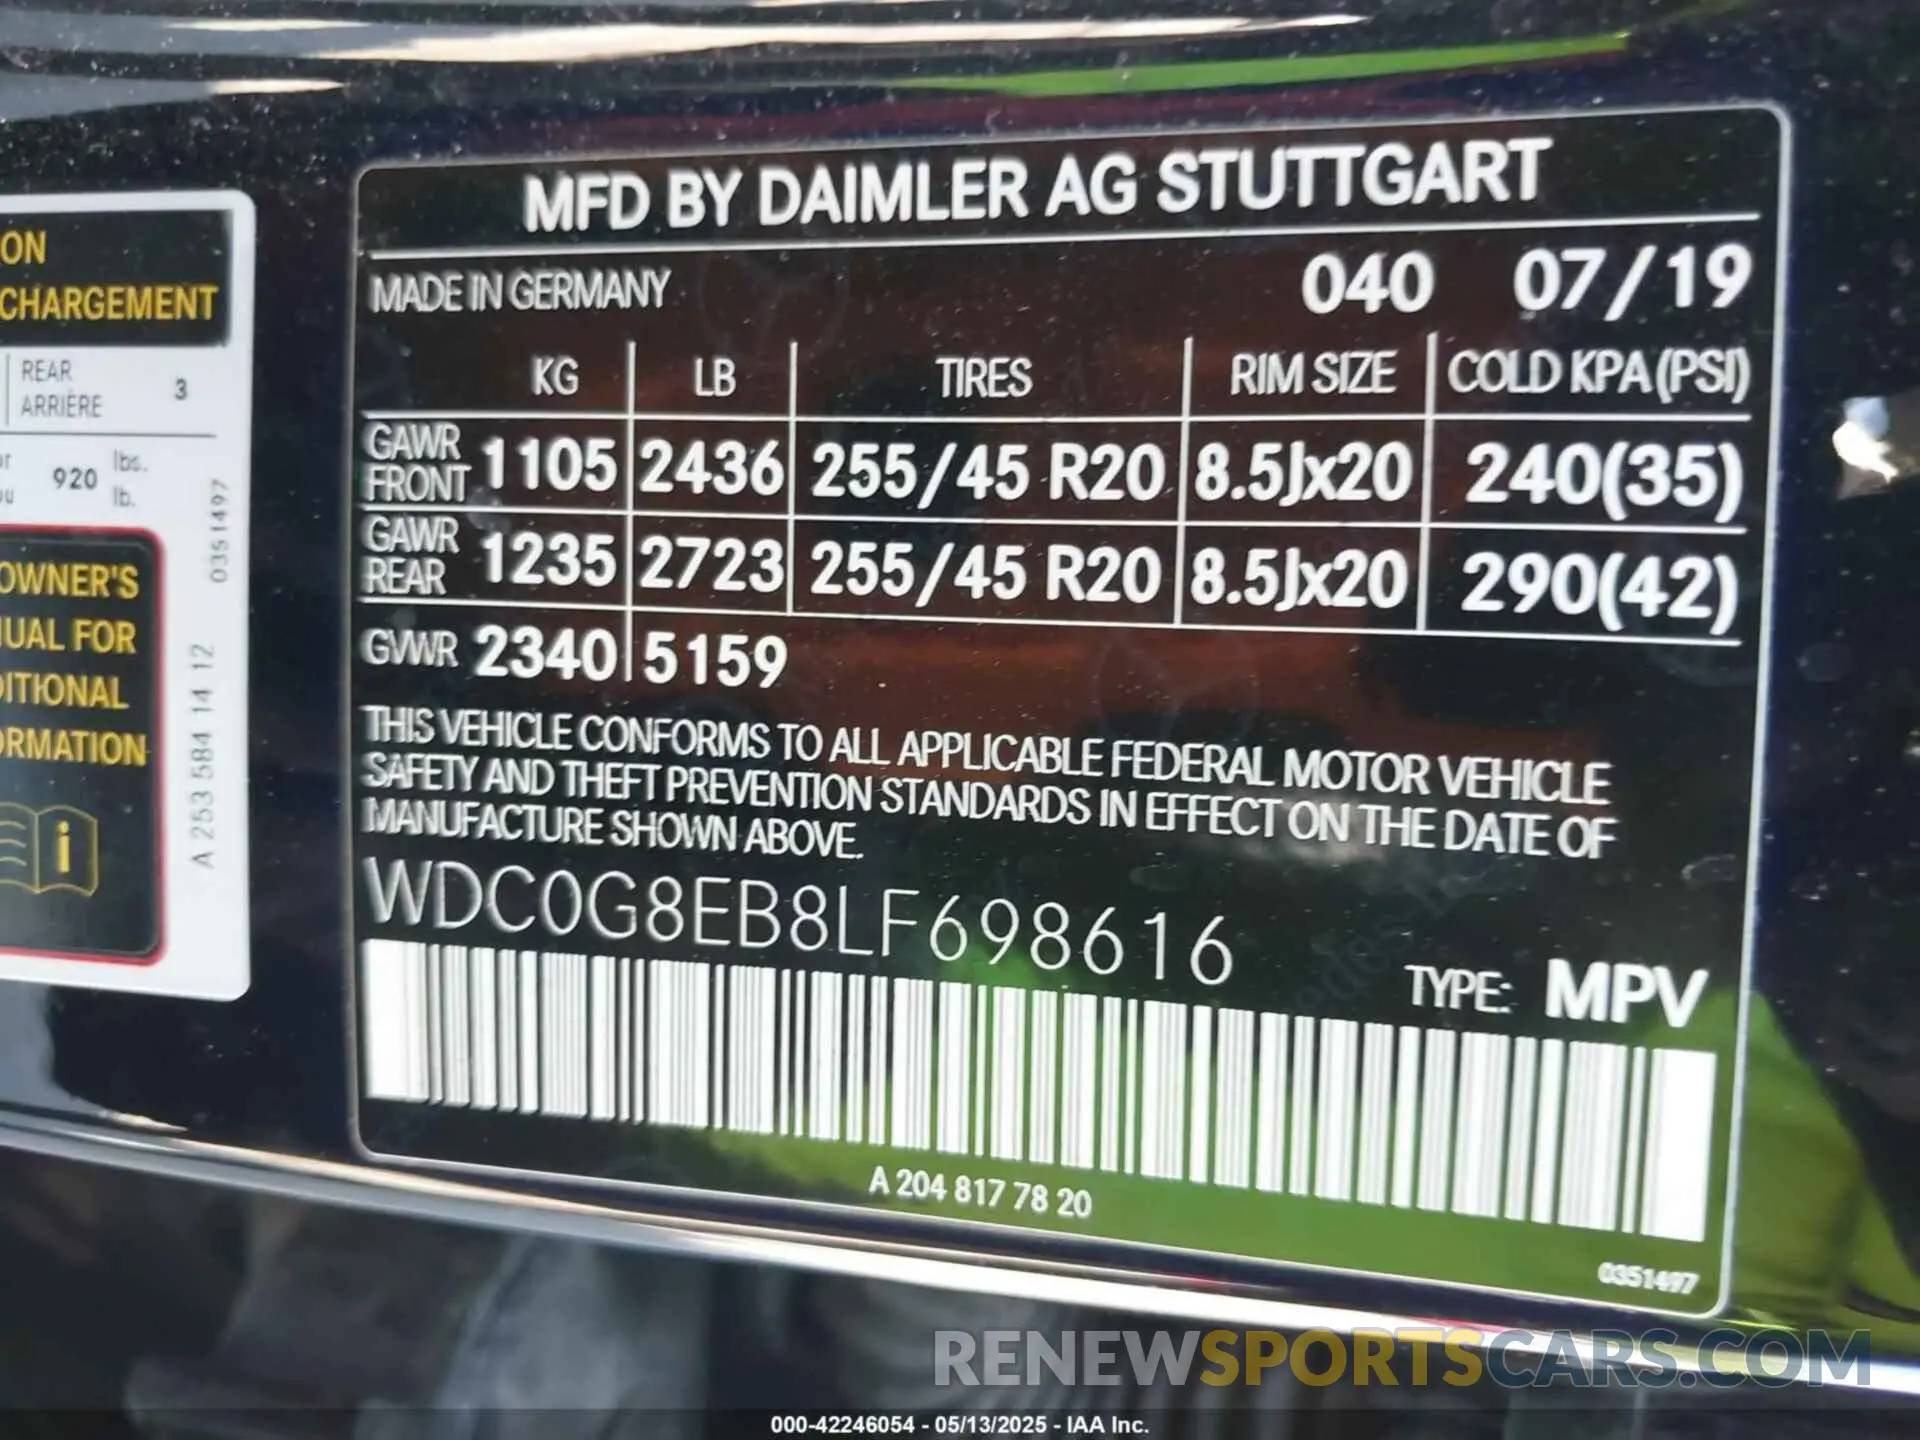 ON
CHARGEMENT
REAR
ARRIÈRE 3
920 lbs.
lb.
OWNER'S
UAL FOR
ITIONAL
ORMATION
i
A 253 584 14 12 0351497
MFD BY DAIMLER AG STUTTGART
MADE IN GERMANY 040 07/19
KG LB TIRES RIM SIZE COLD KPA (PSI)
GAWR FRONT 1105 2436 255/45 R20 8.5Jx20 240(35)
GAWR REAR 1235 2723 255/45 R20 8.5Jx20 290(42)
GVWR 2340 5159
THIS VEHICLE CONFORMS TO ALL APPLICABLE FEDERAL MOTOR VEHICLE
SAFETY AND THEFT PREVENTION STANDARDS IN EFFECT ON THE DATE OF
MANUFACTURE SHOWN ABOVE.
WDC0G8EB8LF698616
TYPE: MPV
A 204 817 78 20
0351497
RENEWSPORTSCARS.COM
000-42246054 - 05/13/2025 - IAA Inc.